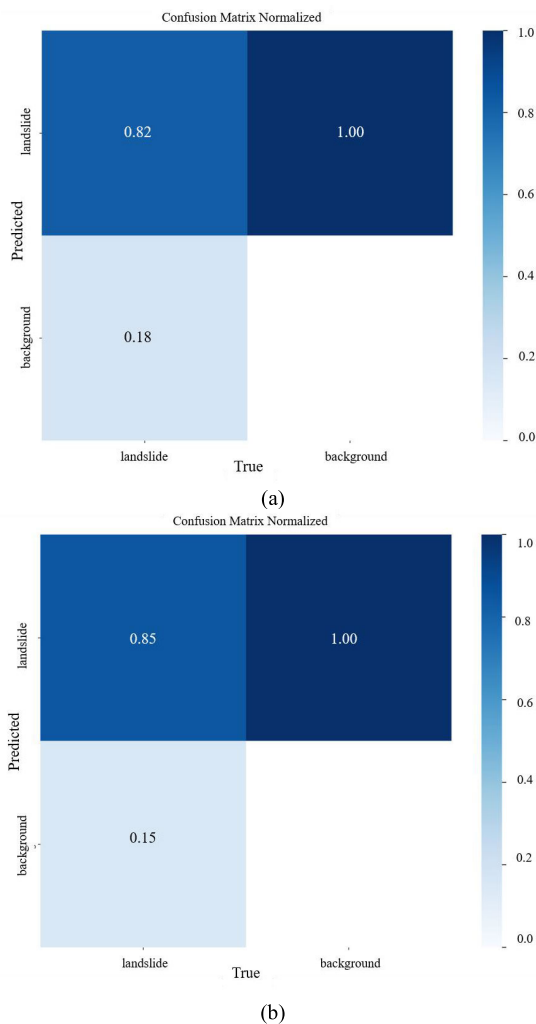 Confusion Matrix Normalized
landslide
0.82
1.00
Predicted
background
0.18
landslide
background
True
1.0
0.8
0.6
0.4
0.2
0.0
(a)
Confusion Matrix Normalized
landslide
0.85
1.00
Predicted
background
0.15
landslide
background
True
1.0
0.8
0.6
0.4
0.2
0.0
(b)